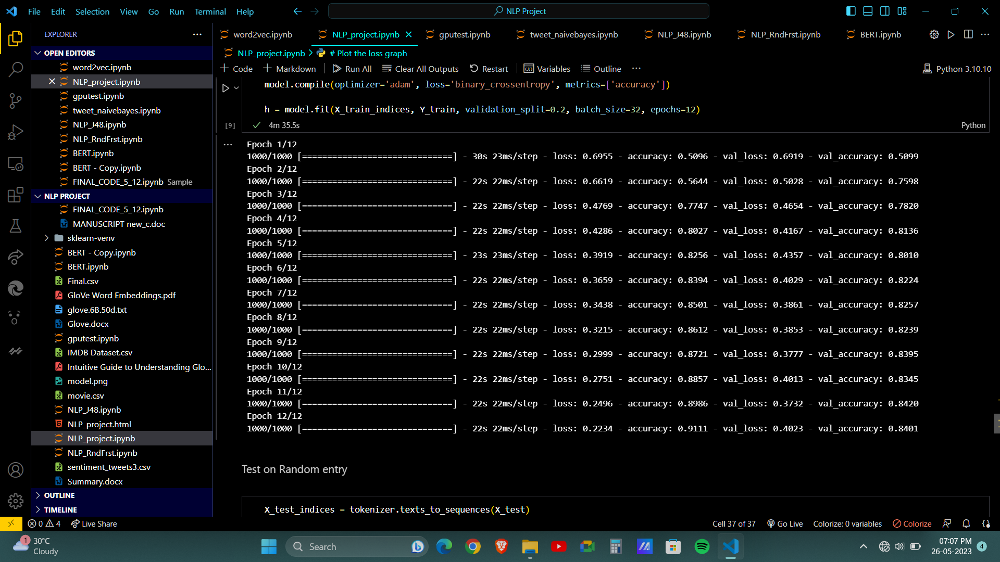 File Edit Selection View Go Run Terminal Help
NLP Project
EXPLORER
OPEN EDITORS
word2vec.ipynb
NLP_project.ipynb
gputest.ipynb
tweet_naivebayes.ipynb
NLP_J48.ipynb
NLP_RndFrst.ipynb
BERT.ipynb
BERT - Copy.ipynb
FINAL_CODE_5_12.ipynb Sample
NLP PROJECT
FINAL_CODE_5_12.ipynb
MANUSCRIPT new_c.doc
sklearn-venv
BERT - Copy.ipynb
BERT.ipynb
Final.csv
GloVe Word Embeddings.pdf
glove.6B.50d.txt
Glove.docx
gputest.ipynb
IMDB Dataset.csv
Intuitive Guide to Understanding Glo...
model.png
movie.csv
NLP_J48.ipynb
NLP_project.html
NLP_project.ipynb
NLP_RndFrst.ipynb
sentiment_tweets3.csv
Summary.docx
OUTLINE
TIMELINE
word2vec.ipynb NLP_project.ipynb gputest.ipynb tweet_naivebayes.ipynb NLP_J48.ipynb NLP_RndFrst.ipynb BERT.ipynb
NLP_project.ipynb > # Plot the loss graph
+ Code + Markdown Run All Clear All Outputs Restart Variables Outline ... Python 3.10.10
model.compile(optimizer='adam', loss='binary_crossentropy', metrics=['accuracy'])
h = model.fit(X_train_indices, Y_train, validation_split=0.2, batch_size=32, epochs=12)
[9] 4m 35.5s Python
Epoch 1/12
1000/1000 [==============================] - 30s 23ms/step - loss: 0.6955 - accuracy: 0.5096 - val_loss: 0.6919 - val_accuracy: 0.5099
Epoch 2/12
1000/1000 [==============================] - 22s 22ms/step - loss: 0.6619 - accuracy: 0.5644 - val_loss: 0.5028 - val_accuracy: 0.7598
Epoch 3/12
1000/1000 [==============================] - 22s 22ms/step - loss: 0.4769 - accuracy: 0.7747 - val_loss: 0.4654 - val_accuracy: 0.7820
Epoch 4/12
1000/1000 [==============================] - 22s 22ms/step - loss: 0.4286 - accuracy: 0.8027 - val_loss: 0.4167 - val_accuracy: 0.8136
Epoch 5/12
1000/1000 [==============================] - 23s 23ms/step - loss: 0.3919 - accuracy: 0.8256 - val_loss: 0.4357 - val_accuracy: 0.8010
Epoch 6/12
1000/1000 [==============================] - 22s 22ms/step - loss: 0.3659 - accuracy: 0.8394 - val_loss: 0.4029 - val_accuracy: 0.8224
Epoch 7/12
1000/1000 [==============================] - 22s 22ms/step - loss: 0.3438 - accuracy: 0.8501 - val_loss: 0.3861 - val_accuracy: 0.8257
Epoch 8/12
1000/1000 [==============================] - 22s 22ms/step - loss: 0.3215 - accuracy: 0.8612 - val_loss: 0.3853 - val_accuracy: 0.8239
Epoch 9/12
1000/1000 [==============================] - 22s 22ms/step - loss: 0.2999 - accuracy: 0.8721 - val_loss: 0.3777 - val_accuracy: 0.8395
Epoch 10/12
1000/1000 [==============================] - 22s 22ms/step - loss: 0.2751 - accuracy: 0.8857 - val_loss: 0.4013 - val_accuracy: 0.8345
Epoch 11/12
1000/1000 [==============================] - 22s 22ms/step - loss: 0.2496 - accuracy: 0.8986 - val_loss: 0.3732 - val_accuracy: 0.8420
Epoch 12/12
1000/1000 [==============================] - 22s 22ms/step - loss: 0.2234 - accuracy: 0.9111 - val_loss: 0.4023 - val_accuracy: 0.8401
Test on Random entry
X_test_indices = tokenizer.texts_to_sequences(X_test)
0 4 Live Share Cell 37 of 37 Go Live Colorize: 0 variables Colorize
1 30°C
Cloudy
Search
07:07 PM
26-05-2023 4